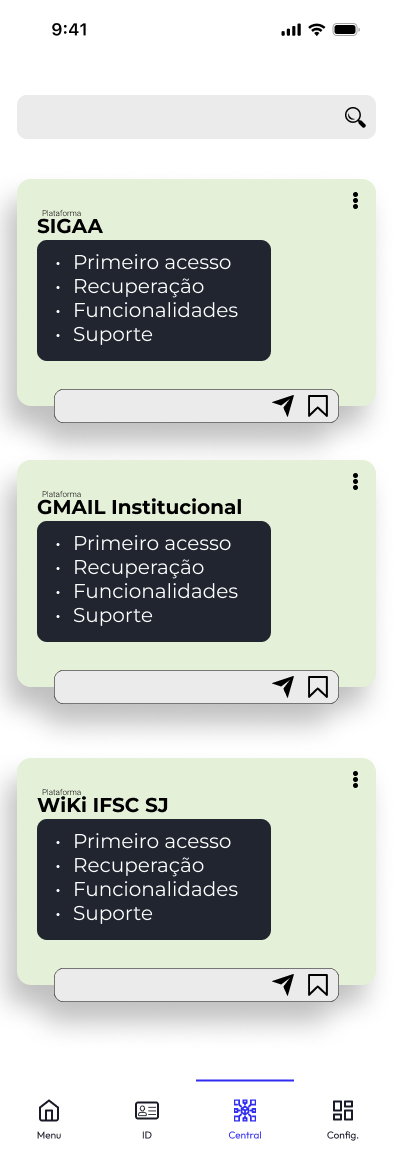 9:41
Plataforma
SIGAA
• Primeiro acesso
• Recuperação
• Funcionalidades
• Suporte
Plataforma
GMAIL Institucional
• Primeiro acesso
• Recuperação
• Funcionalidades
• Suporte
Plataforma
WiKi IFSC SJ
• Primeiro acesso
• Recuperação
• Funcionalidades
• Suporte
Menu ID Central Config.